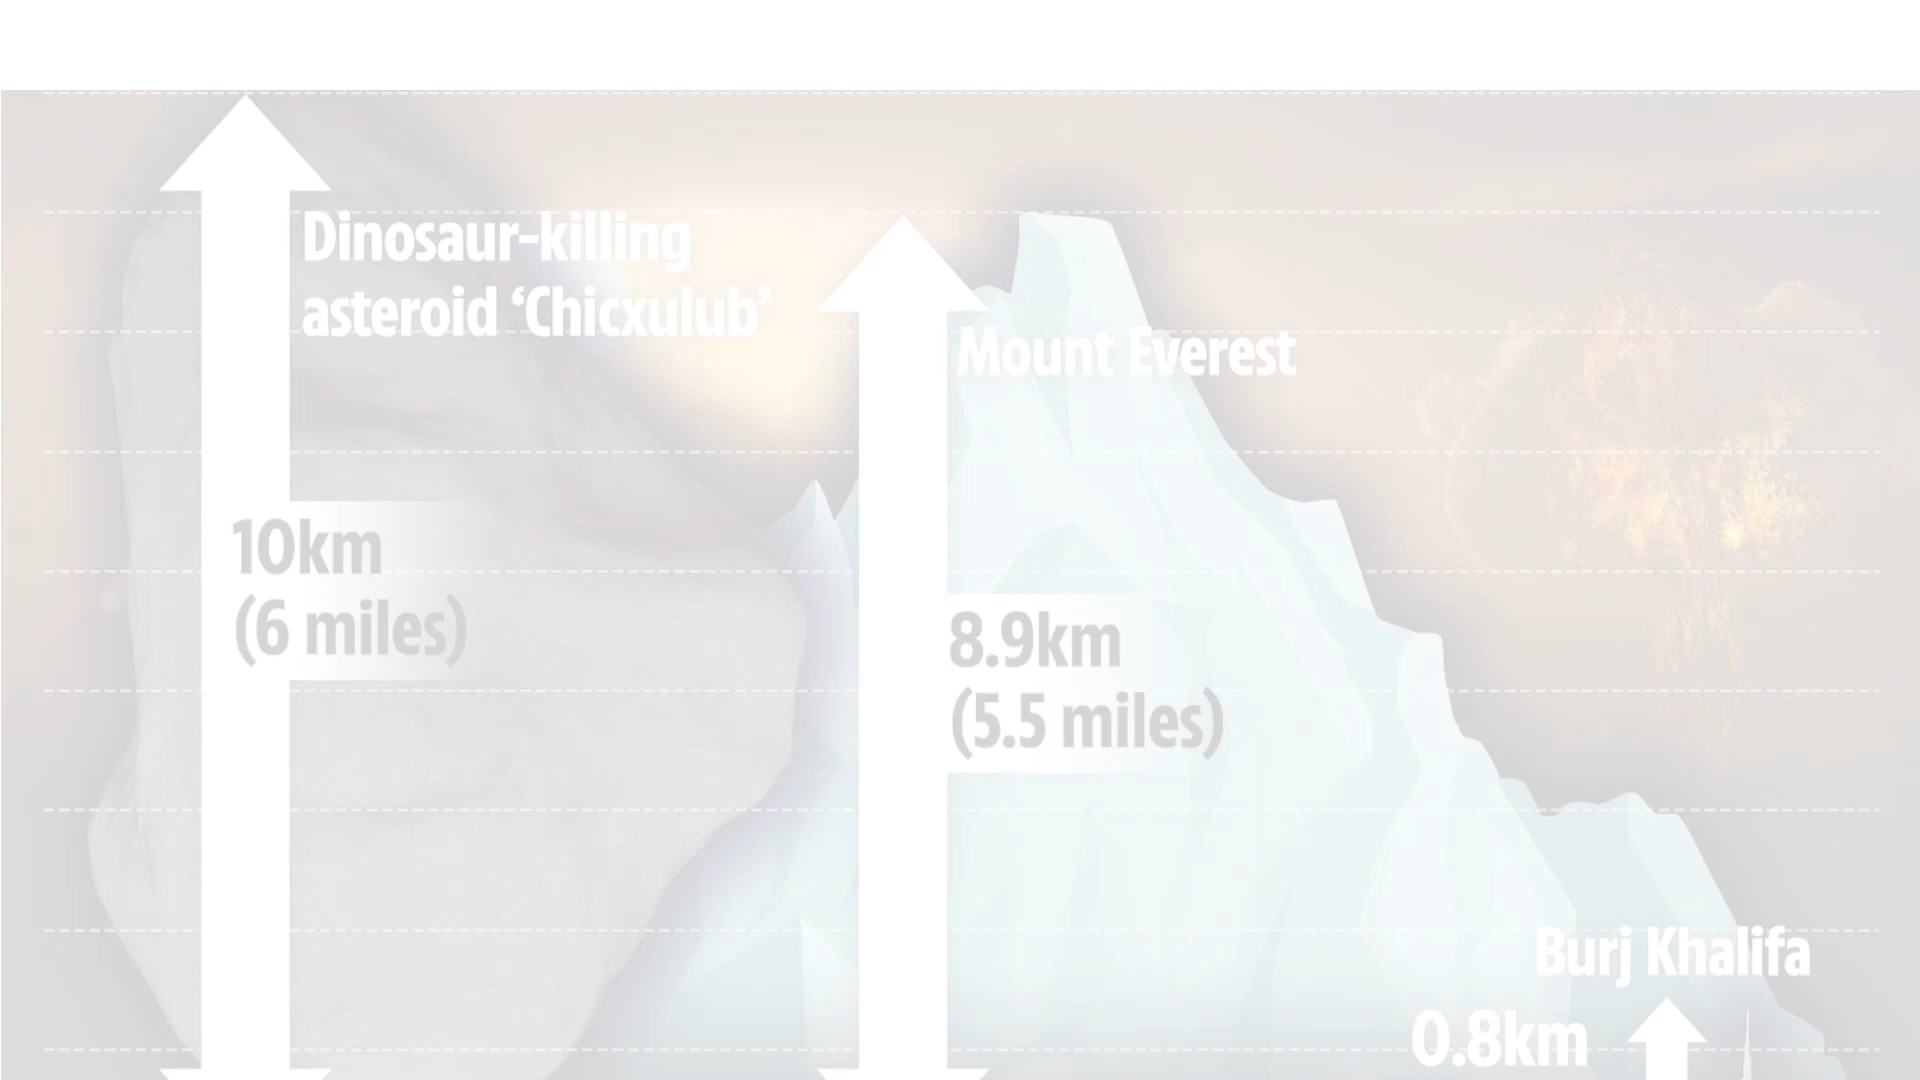 Dinosaur-killing
asteroid ‘Chicxulub’
10km
(6 miles)
Mount Everest
8.9km
(5.5 miles)
Burj Khalifa
0.8km